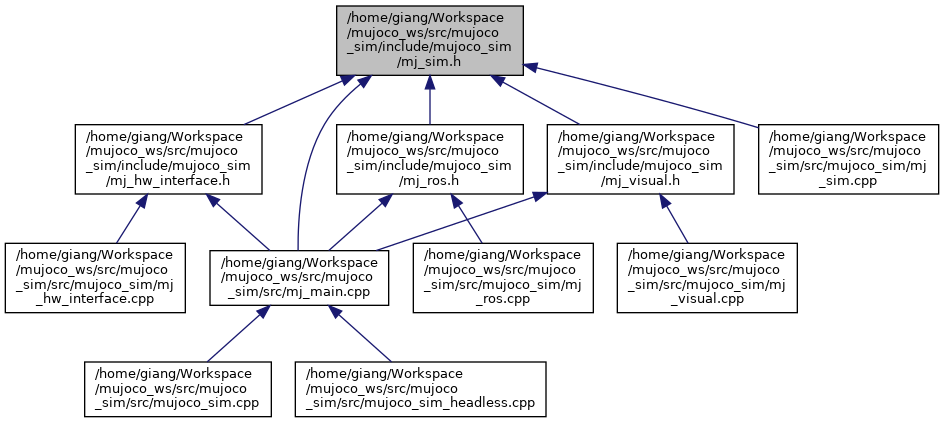 /home/giang/Workspace
/mujoco_ws/src/mujoco
_sim/include/mujoco_sim
/mj_sim.h
/home/giang/Workspace
/mujoco_ws/src/mujoco
_sim/include/mujoco_sim
/mj_hw_interface.h
/home/giang/Workspace
/mujoco_ws/src/mujoco
_sim/include/mujoco_sim
/mj_ros.h
/home/giang/Workspace
/mujoco_ws/src/mujoco
_sim/include/mujoco_sim
/mj_visual.h
/home/giang/Workspace
/mujoco_ws/src/mujoco
_sim/src/mujoco_sim/mj
_sim.cpp
/home/giang/Workspace
/mujoco_ws/src/mujoco
_sim/src/mujoco_sim/mj
_hw_interface.cpp
/home/giang/Workspace
/mujoco_ws/src/mujoco
_sim/src/mj_main.cpp
/home/giang/Workspace
/mujoco_ws/src/mujoco
_sim/src/mujoco_sim/mj
_ros.cpp
/home/giang/Workspace
/mujoco_ws/src/mujoco
_sim/src/mujoco_sim/mj
_visual.cpp
/home/giang/Workspace
/mujoco_ws/src/mujoco
_sim/src/mujoco_sim.cpp
/home/giang/Workspace
/mujoco_ws/src/mujoco
_sim/src/mujoco_sim_headless.cpp